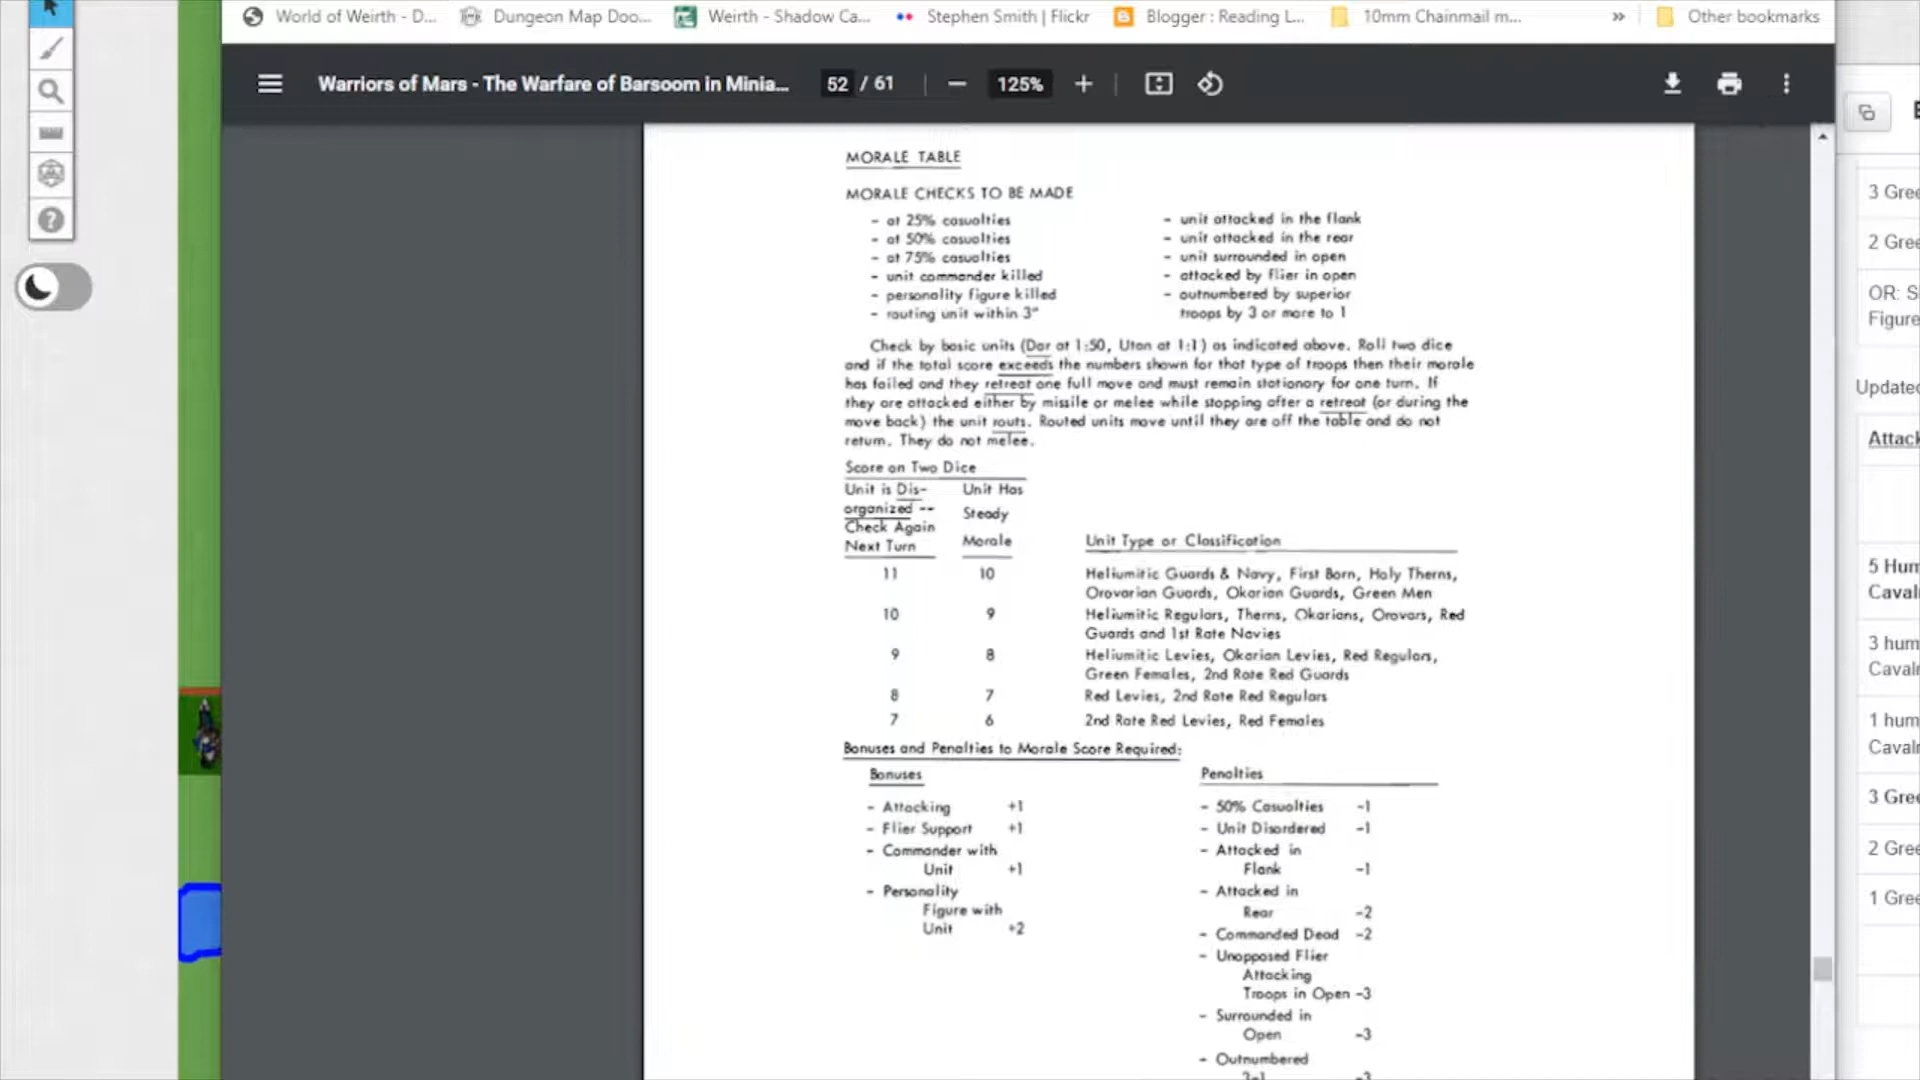 World of Weirth - D...
Dungeon Map Doo...
Weirth - Shadow Ca...
Stephen Smith | Flickr
Blogger : Reading L...
10mm Chainmail m...
»
Other bookmarks
Warriors of Mars - The Warfare of Barsoom in Minia...
52 / 61
125%
MORALE TABLE
MORALE CHECKS TO BE MADE
- at 25% casualties
- at 50% casualties
- at 75% casualties
- unit commander killed
- personality figure killed
- routing unit within 3"
- unit attacked in the flank
- unit attacked in the rear
- unit surrounded in open
- attacked by flier in open
- outnumbered by superior
troops by 3 or more to 1
Check by basic units (Dar at 1:50, Utan at 1:1) as indicated above. Roll two dice
and if the total score exceeds the numbers shown for that type of troops then their morale
has failed and they retreat one full move and must remain stationary for one turn. If
they are attacked either by missile or melee while stopping after a retreat (or during the
move back) the unit routs. Routed units move until they are off the table and do not
return. They do not melee.
Score on Two Dice
Unit is Dis-
organized --
Check Again
Next Turn
Unit Has
Steady
Morale
Unit Type or Classification
11 10 Heliumitic Guards & Navy, First Born, Holy Therns,
Orovarian Guards, Okarian Guards, Green Men
10 9 Heliumitic Regulars, Therns, Okarians, Orovars, Red
Guards and 1st Rate Navies
9 8 Heliumitic Levies, Okarian Levies, Red Regulars,
Green Females, 2nd Rate Red Guards
8 7 Red Levies, 2nd Rate Red Regulars
7 6 2nd Rate Red Levies, Red Females
Bonuses and Penalties to Morale Score Required:
Bonuses
- Attacking +1
- Flier Support +1
- Commander with
Unit +1
- Personality
Figure with
Unit +2
Penalties
- 50% Casualties -1
- Unit Disordered -1
- Attacked in
Flank -1
- Attacked in
Rear -2
- Commanded Dead -2
- Unopposed Flier
Attacking
Troops in Open -3
- Surrounded in
Open -3
- Outnumbered
3-1 -3
3 Gree
2 Gree
OR: S
Figure
Updated
Attack
5 Hum
Caval
3 hum
Caval
1 hum
Caval
3 Gree
2 Gree
1 Gree